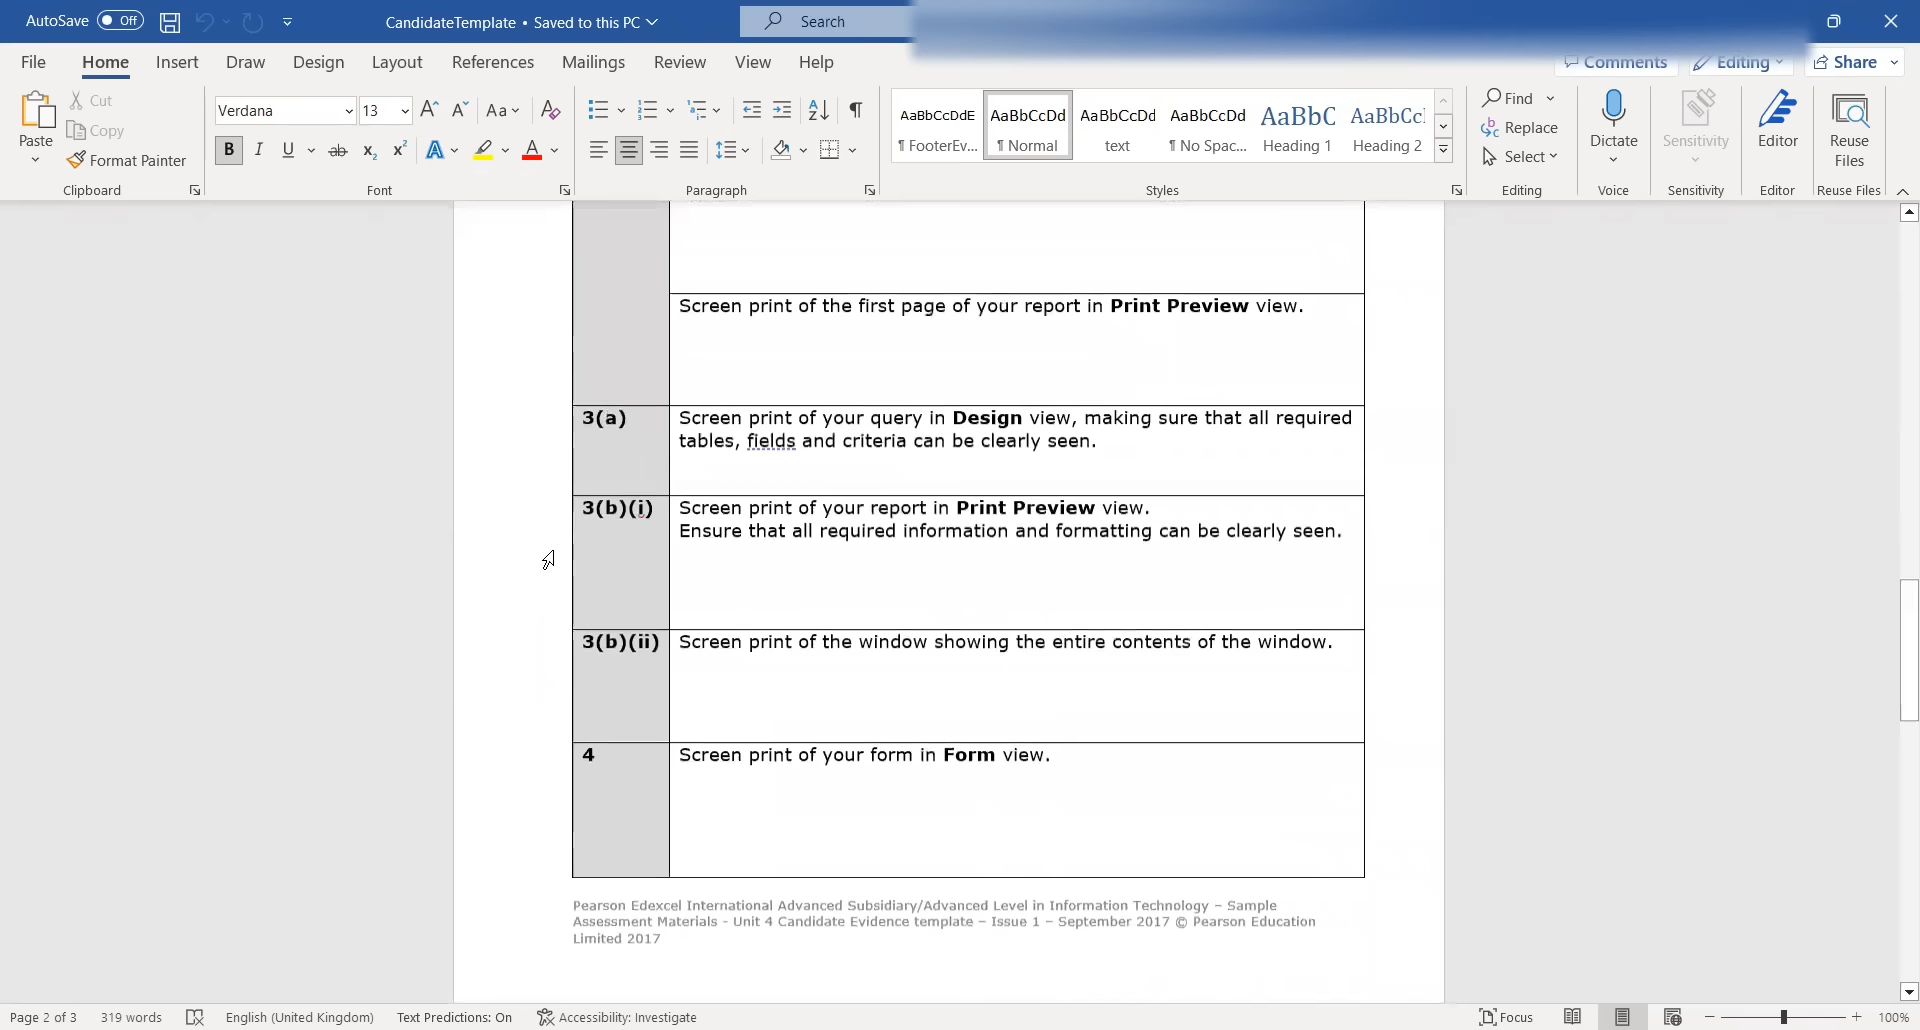 AutoSave Off CandidateTemplate • Saved to this PC Search
File Home Insert Draw Design Layout References Mailings Review View Help Comments Editing Share
Paste Cut Copy Format Painter
Clipboard
Verdana 13 Aa
B I U ab x₂ x² A A
Font
Paragraph
AaBbCcDdE AaBbCcDd AaBbCcDd AaBbCcDd AaBbC AaBbCc
¶ FooterEv... ¶ Normal text ¶ No Spac... Heading 1 Heading 2
Styles
Find
Replace
Select
Editing
Dictate
Voice
Sensitivity
Sensitivity
Editor
Editor
Reuse Files
Reuse Files
Screen print of the first page of your report in Print Preview view.
3(a) Screen print of your query in Design view, making sure that all required
tables, fields and criteria can be clearly seen.
3(b)(i) Screen print of your report in Print Preview view.
Ensure that all required information and formatting can be clearly seen.
3(b)(ii) Screen print of the window showing the entire contents of the window.
4 Screen print of your form in Form view.
Pearson Edexcel International Advanced Subsidiary/Advanced Level in Information Technology – Sample
Assessment Materials - Unit 4 Candidate Evidence template – Issue 1 – September 2017 © Pearson Education
Limited 2017
Page 2 of 3 319 words English (United Kingdom) Text Predictions: On Accessibility: Investigate Focus 100%